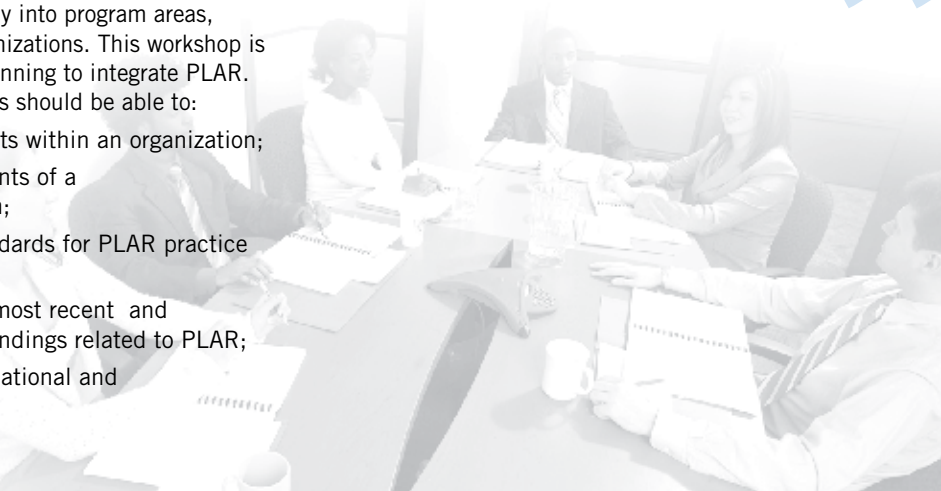 y into program areas,
nizations. This workshop is
nning to integrate PLAR.
s should be able to:
ts within an organization;
nts of a
;
dards for PLAR practice
most recent and
ndings related to PLAR;
ational and